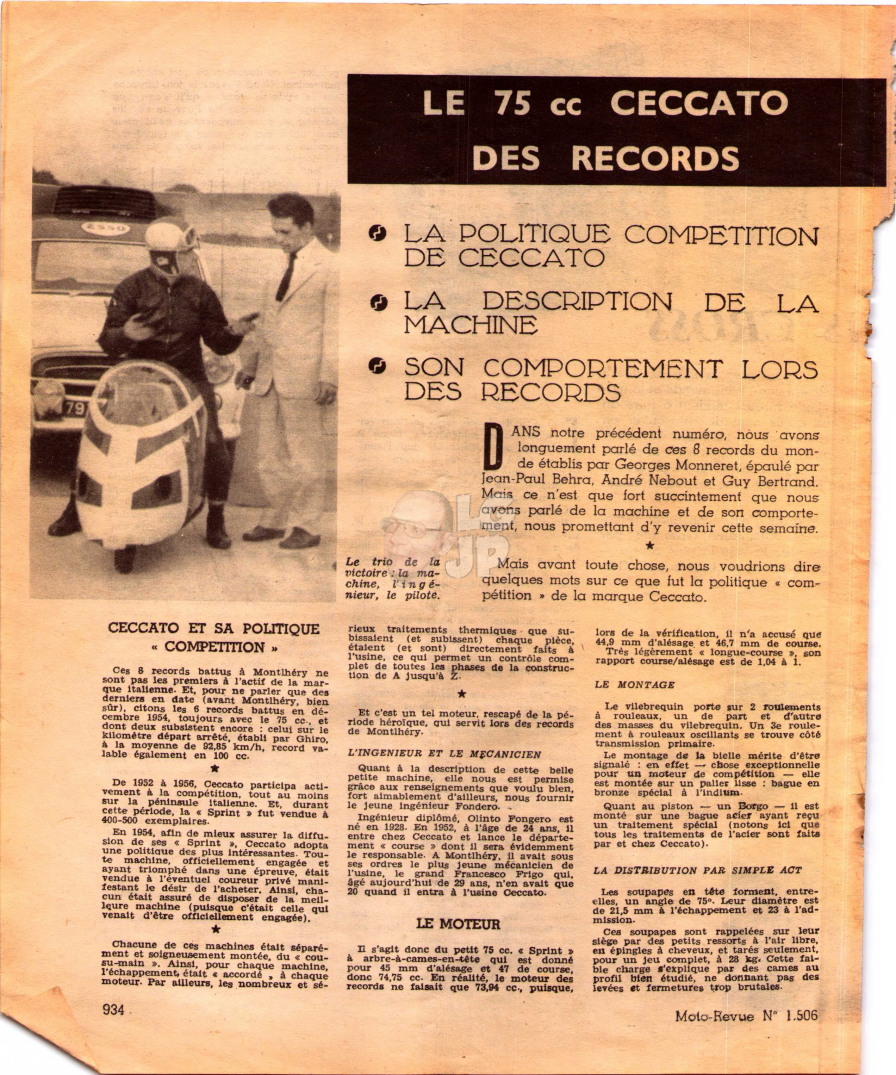 LE 75 cc CECCATO
DES RECORDS
LA POLITIQUE COMPETITION
DE CECCATO
LA DESCRIPTION DE LA
MACHINE
SON COMPORTEMENT LORS
DES RECORDS
ESSO
79
DANS notre précédent numéro, nous avons
longuement parlé de ces 8 records du mon-
de établis par Georges Monneret, épaulé par
Jean-Paul Behra, André Nebout et Guy Bertrand.
Mais ce n'est que fort succintement que nous
avons parlé de la machine et de son comporte-
ment, nous promettant d'y revenir cette semaine.
Mais avant toute chose, nous voudrions dire
quelques mots sur ce que fut la politique « com-
pétition » de la marque Ceccato.
Le JP
Le trio de la
victoire : la ma-
chine, l'ingé-
nieur, le pilote.
CECCATO ET SA POLITIQUE
« COMPETITION »
Ces 8 records battus à Montlhéry ne
sont pas les premiers à l'actif de la mar-
que italienne. Et, pour ne parler que des
derniers en date (avant Montlhéry, bien
sûr), citons les 6 records battus en dé-
cembre 1954, toujours avec le 75 cc., et
dont deux subsistent encore : celui sur le
kilomètre départ arrêté, établi par Ghiro,
à la moyenne de 92,85 km/h, record va-
lable également en 100 cc.
De 1952 à 1956, Ceccato participa acti-
vement à la compétition, tout au moins
sur la péninsule italienne. Et, durant
cette période, la « Sprint » fut vendue à
400-500 exemplaires.
En 1954, afin de mieux assurer la diffu-
sion de ses « Sprint », Ceccato adopta
une politique des plus intéressantes. Tou-
te machine, officiellement engagée et
ayant triomphé dans une épreuve, était
vendue à l'éventuel coureur privé mani-
festant le désir de l'acheter. Ainsi, cha-
cun était assuré de disposer de la meil-
lqure machine (puisque c'était celle qui
venait d'être officiellement engagée).
Chacune de ces machines était séparé-
ment et soigneusement montée, du « cou-
su-main ». Ainsi, pour chaque machine,
l'échappement était « accordé » à chaque
moteur. Par ailleurs, les nombreux et sé-
rieux traitements thermiques que su-
bissaient (et subissent) chaque pièce,
étaient (et sont) directement faits à
l'usine, ce qui permet un contrôle com-
plet de toutes les phases de la construc-
tion de A jusqu'à Z.
Et c'est un tel moteur, rescapé de la pé-
riode héroïque, qui servit lors des records
de Montlhéry.
L'INGENIEUR ET LE MECANICIEN
Quant à la description de cette belle
petite machine, elle nous est permise
grâce aux renseignements que voulu bien,
fort aimablement d'ailleurs, nous fournir
le jeune ingénieur Fondero.
Ingénieur diplômé, Olinto Fongero est
né en 1928. En 1952, à l'âge de 24 ans, il
entre chez Ceccato et lance le départe-
ment « course » dont il sera évidemment
le responsable. A Montlhéry, il avait sous
ses ordres le plus jeune mécanicien de
l'usine, le grand Francesco Frigo qui,
âgé aujourd'hui de 29 ans, n'en avait que
20 quand il entra à l'usine Ceccato.
LE MOTEUR
Il s'agit donc du petit 75 cc. « Sprint »
à arbre-à-cames-en-tête qui est donné
pour 45 mm d'alésage et 47 de course,
donc 74,75 cc. En réalité, le moteur des
records ne faisait que 73,94 cc., puisque,
lors de la vérification, il n'a accusé que
44,9 mm d'alésage et 46,7 mm de course.
Très légèrement « longue-course », son
rapport course/alésage est de 1,04 à 1.
LE MONTAGE
Le vilebrequin porte sur 2 roulements
à rouleaux, un de part et d'autre
des masses du vilebrequin. Un 3e roule-
ment à rouleaux oscillants se trouve côté
transmission primaire.
Le montage de la bielle mérite d'être
signalé : en effet — chose exceptionnelle
pour un moteur de compétition — elle
est montée sur un palier lisse : bague en
bronze spécial à l'indium.
Quant au piston — un Borgo — il est
monté sur une bague acier ayant reçu
un traitement spécial (notons ici que
tous les traitements de l'acier sont faits
par et chez Ceccato).
LA DISTRIBUTION PAR SIMPLE ACT
Les soupapes en tête forment, entre-
elles, un angle de 75°. Leur diamètre est
de 21,5 mm à l'échappement et 23 à l'ad-
mission.
Ces soupapes sont rappelées sur leur
siège par des petits ressorts à l'air libre,
en épingles à cheveux, et tarés seulement,
pour un jeu complet, à 28 kg. Cette fai-
ble charge s'explique par des cames au
profil bien étudié, ne donnant pas des
levées et fermetures trop brutales.
934
Moto-Revue N° 1.506